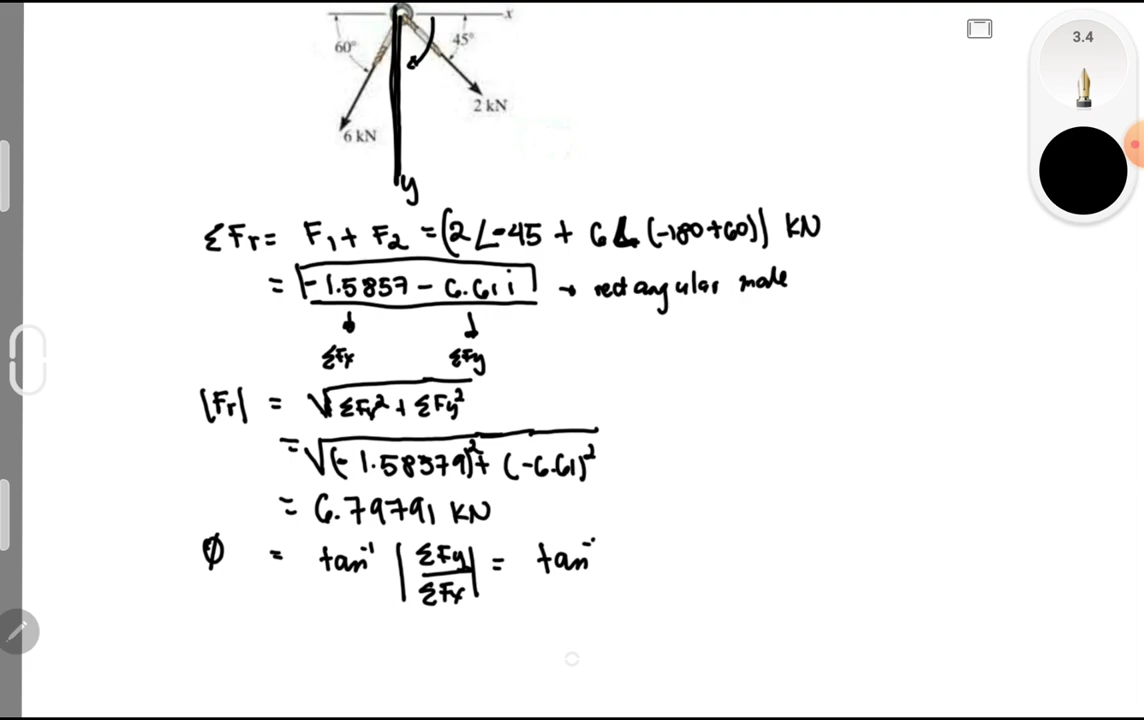 3.4
x
60°
45°
2 kN
6 kN
y
ΣFr = F₁ + F₂ = (2 ∠-45 + 6∠(-180+60)) KN
= -1.5857 - 6.61i → rectangular mode
ΣFx ΣFy
|Fr| = √ΣFx² + ΣFy²
= √(-1.58579)² + (-6.61)²
= 6.79791 KN
Ø = tan⁻¹ |ΣFy/ΣFx| = tan⁻